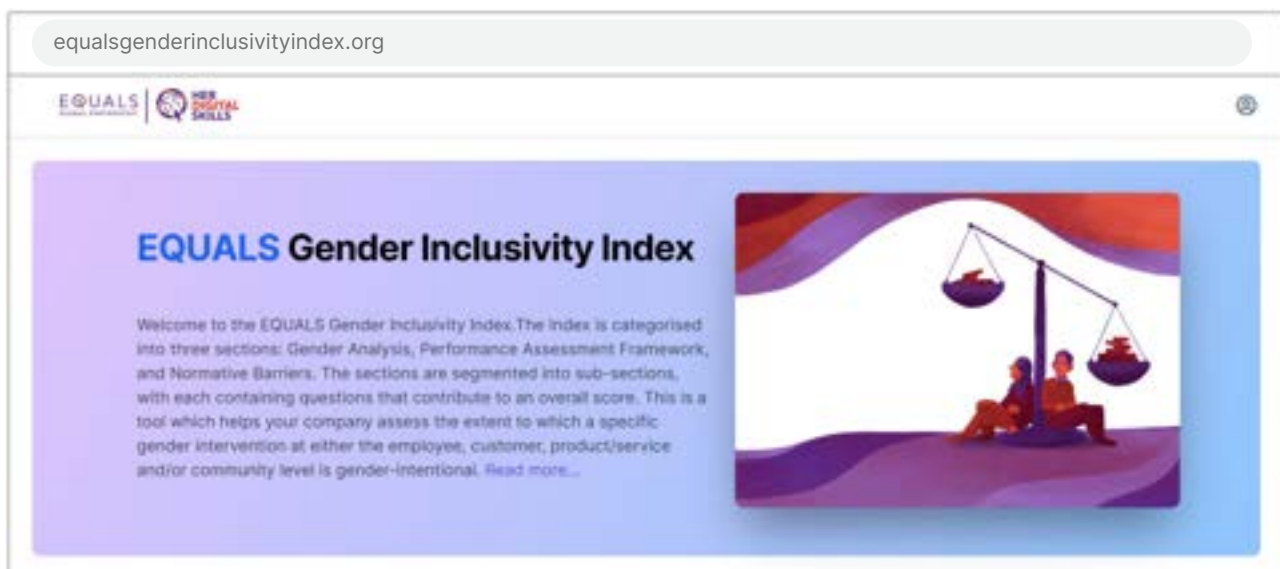 equalsgenderinclusivityindex.org
EQUALS
HER
DIGITAL
SKILLS
EQUALS Gender Inclusivity Index
Welcome to the EQUALS Gender Inclusivity Index.The Index is categorised
into three sections: Gender Analysis, Performance Assessment Framework,
and Normative Barriers. The sections are segmented into sub-sections,
with each containing questions that contribute to an overall score. This is a
tool which helps your company assess the extent to which a specific
gender intervention at either the employee, customer, product/service
and/or community level is gender-intentional. Read more...